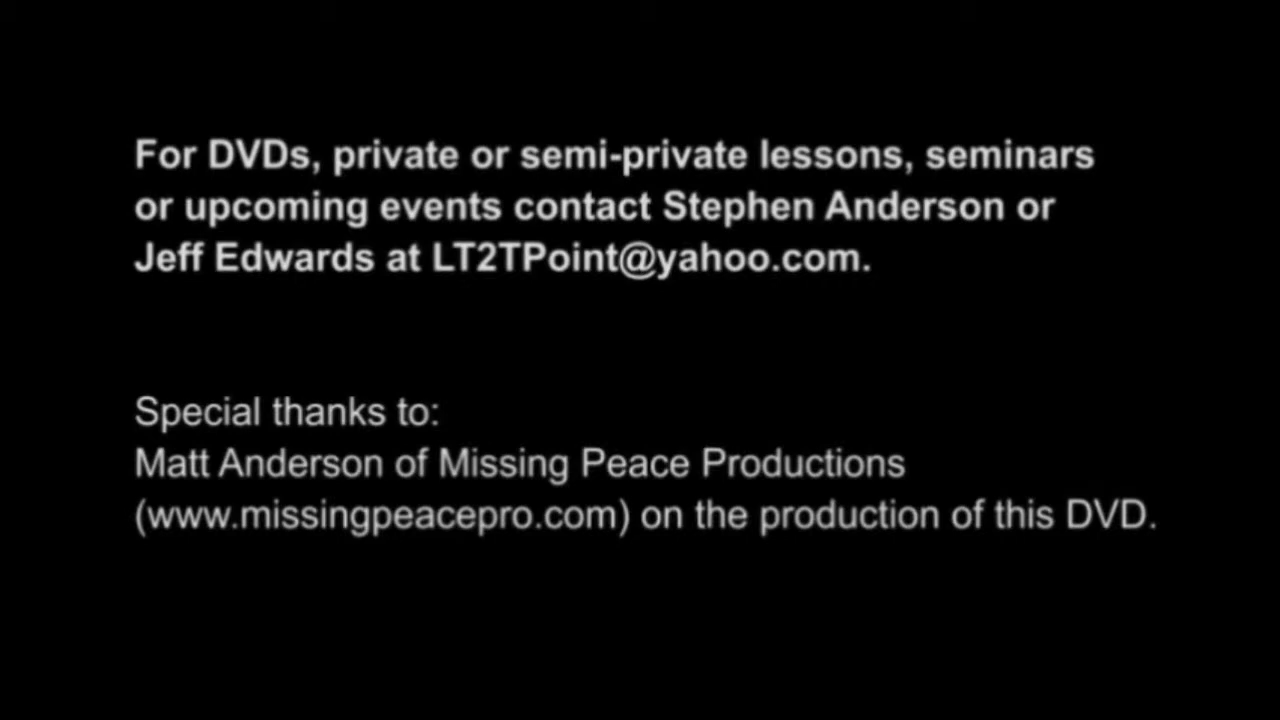 For DVDs, private or semi-private lessons, seminars
or upcoming events contact Stephen Anderson or
Jeff Edwards at LT2TPoint@yahoo.com.
Special thanks to:
Matt Anderson of Missing Peace Productions
(www.missingpeacepro.com) on the production of this DVD.